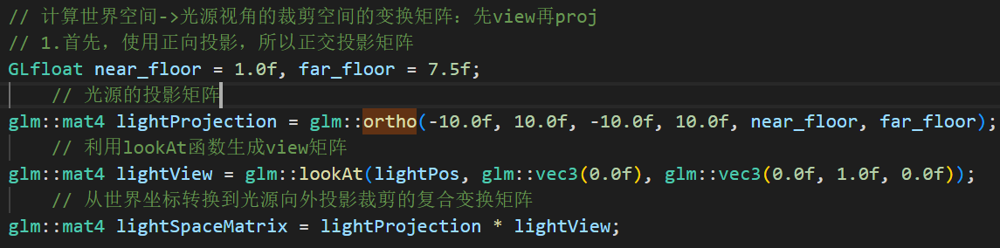 // 计算世界空间->光源视角的裁剪空间的变换矩阵：先view再proj
// 1.首先，使用正向投影，所以正交投影矩阵
GLfloat near_floor = 1.0f, far_floor = 7.5f;
// 光源的投影矩阵
glm::mat4 lightProjection = glm::ortho(-10.0f, 10.0f, -10.0f, 10.0f, near_floor, far_floor);
// 利用lookAt函数生成view矩阵
glm::mat4 lightView = glm::lookAt(lightPos, glm::vec3(0.0f), glm::vec3(0.0f, 1.0f, 0.0f));
// 从世界坐标转换到光源向外投影裁剪的复合变换矩阵
glm::mat4 lightSpaceMatrix = lightProjection * lightView;